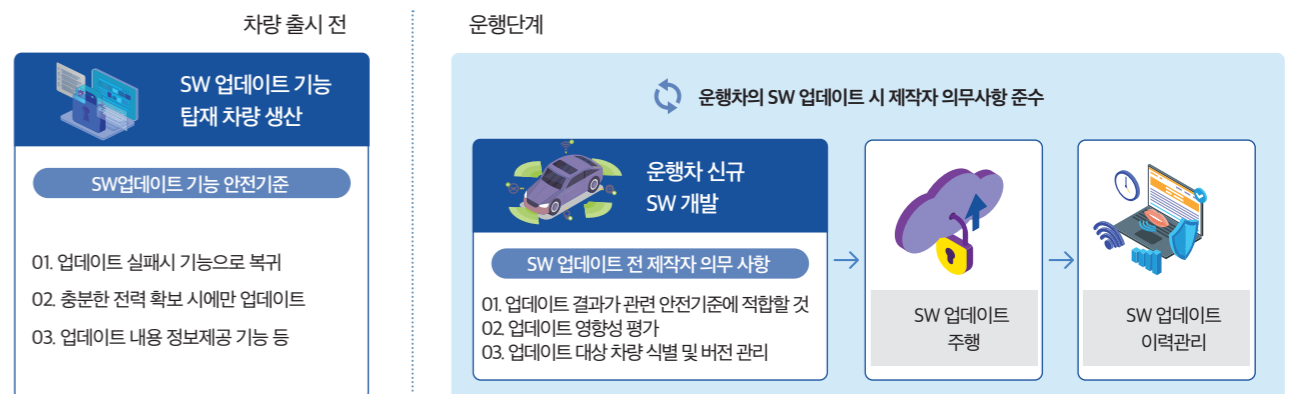 차량 출시 전
SW 업데이트 기능
탑재 차량 생산
SW업데이트 기능 안전기준
01. 업데이트 실패시 기능으로 복귀
02. 충분한 전력 확보 시에만 업데이트
03. 업데이트 내용 정보제공 기능 등
운행단계
운행차의 SW 업데이트 시 제작자 의무사항 준수
운행차 신규
SW 개발
SW 업데이트 전 제작자 의무 사항
01. 업데이트 결과가 관련 안전기준에 적합할 것
02. 업데이트 영향성 평가
03. 업데이트 대상 차량 식별 및 버전 관리
SW 업데이트
주행
SW 업데이트
이력관리